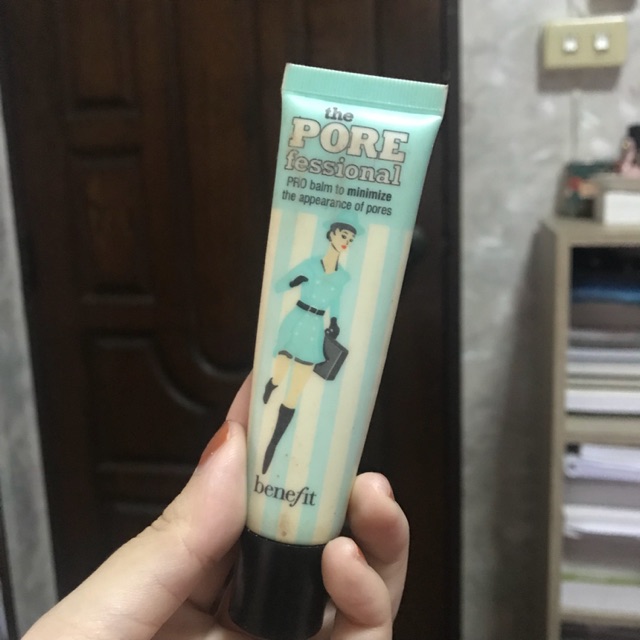 the
PORE
fessional
PRO balm to minimize
the appearance of pores
benefit